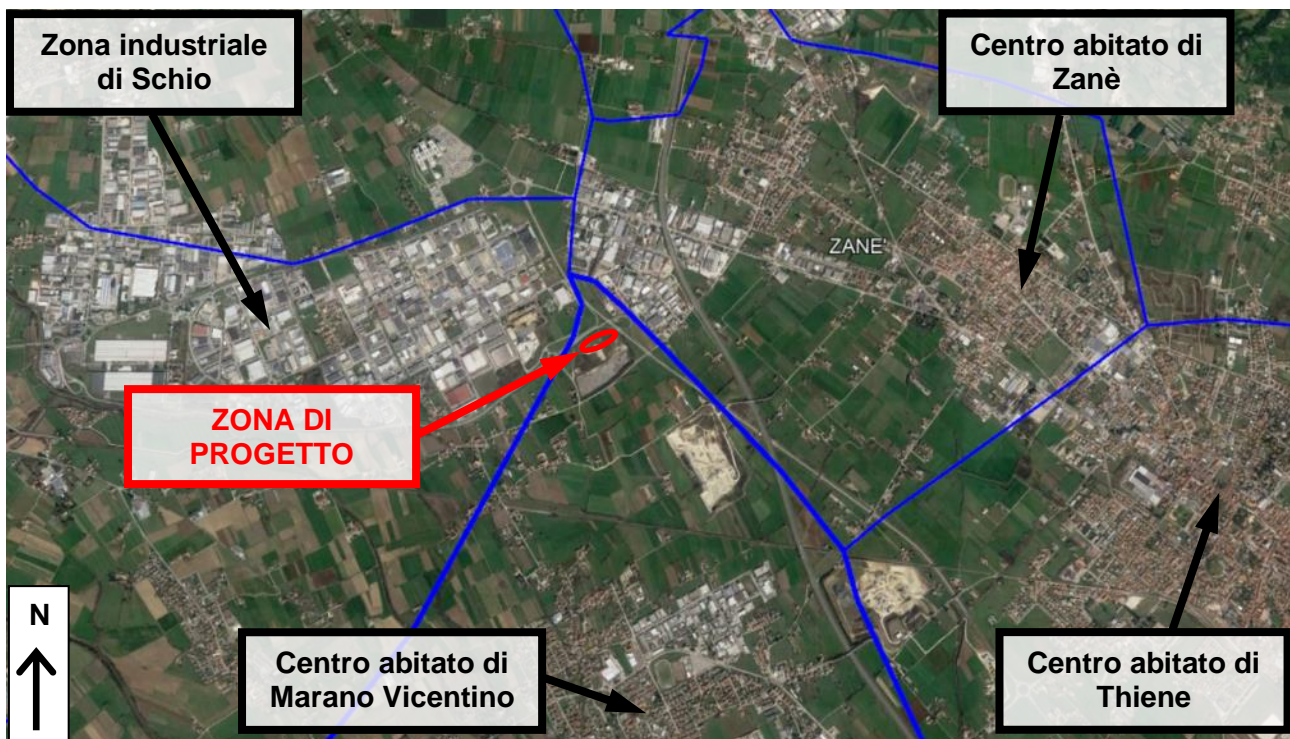 Zona industriale
di Schio
Centro abitato di
Zanè
ZANE'
ZONA DI
PROGETTO
N
Centro abitato di
Marano Vicentino
Centro abitato di
Thiene